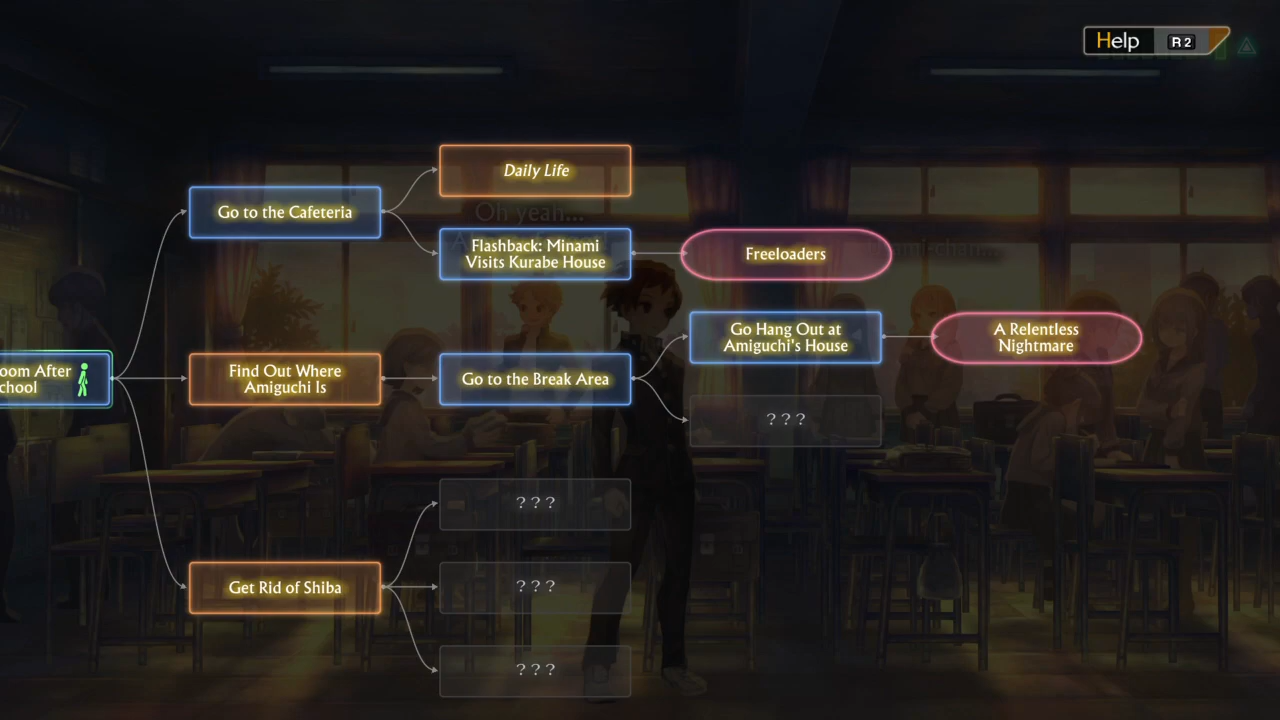 Help R2
Daily Life
Go to the Cafeteria
Oh yeah...
Flashback: Minami
Visits Kurabe House
Freeloaders
Go Hang Out at
Amiguchi's House
A Relentless
Nightmare
oom After
chool
Find Out Where
Amiguchi Is
Go to the Break Area
???
???
???
Get Rid of Shiba
???